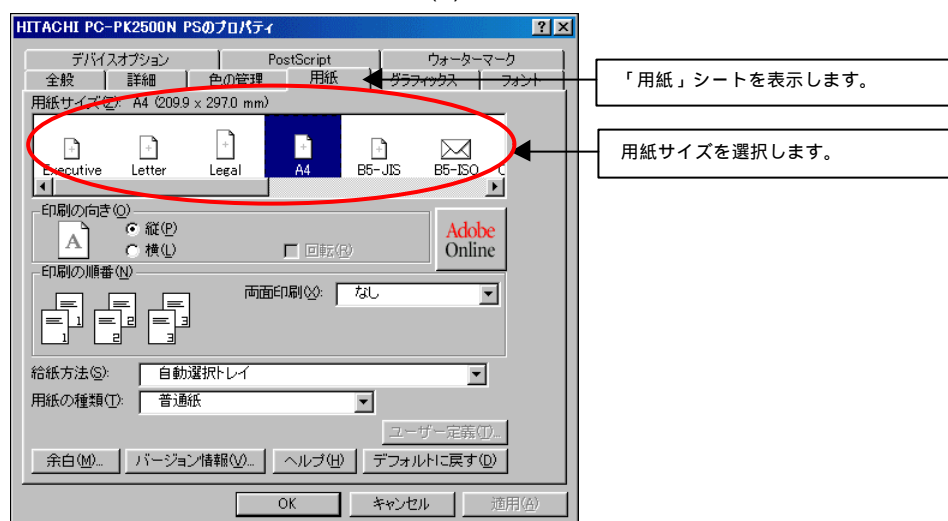 HITACHI PC-PK2500N PSのプロパティ
デバイスオプション PostScript ウォーターマーク
全般 詳細 色の管理 用紙 グラフィックス フォント
「用紙」シートを表示します。
用紙サイズ(Z): A4 (209.9 x 297.0 mm)
Executive Letter Legal A4 B5-JIS B5-ISO C
用紙サイズを選択します。
印刷の向き(O)
A
縦(P)
横(L)
回転(R)
Adobe
Online
印刷の順番(N)
1 1 2 2 3 3
両面印刷(X): なし
給紙方法(S): 自動選択トレイ
用紙の種類(T): 普通紙
ユーザー定義(T)...
余白(M)... バージョン情報(V)... ヘルプ(H) デフォルトに戻す(D)
OK キャンセル 適用(A)